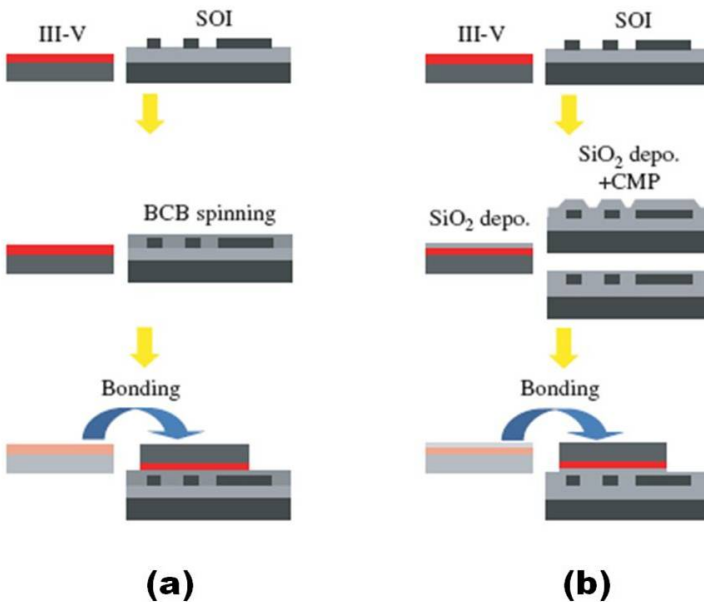 III-V
SOI
BCB spinning
Bonding
(a)
III-V
SOI
SiO₂ depo.
+CMP
SiO₂ depo.
Bonding
(b)